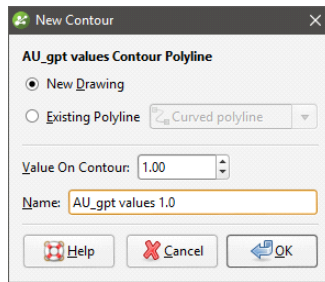 New Contour
AU_gpt values Contour Polyline
New Drawing
Existing Polyline Curved polyline
Value On Contour: 1.00
Name: AU_gpt values 1.0
Help Cancel OK